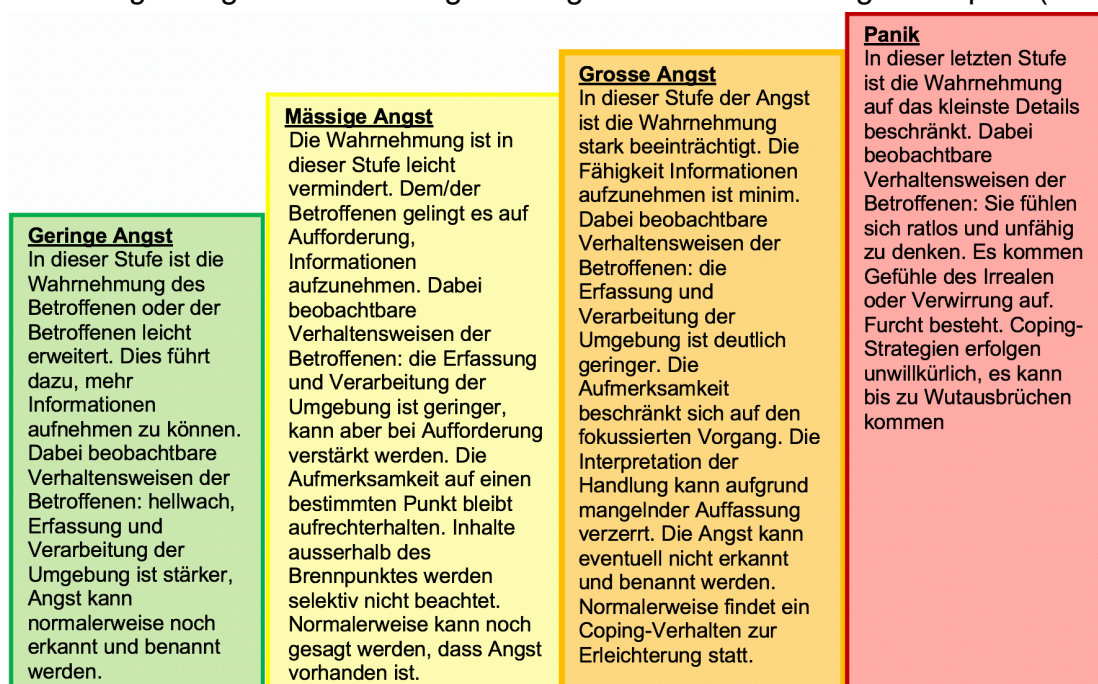 Geringe Angst
In dieser Stufe ist die
Wahrnehmung des
Betroffenen oder der
Betroffenen leicht
erweitert. Dies führt
dazu, mehr
Informationen
aufnehmen zu können.
Dabei beobachtbare
Verhaltensweisen der
Betroffenen: hellwach,
Erfassung und
Verarbeitung der
Umgebung ist stärker,
Angst kann
normalerweise noch
erkannt und benannt
werden.
Mässige Angst
Die Wahrnehmung ist in
dieser Stufe leicht
vermindert. Dem/der
Betroffenen gelingt es auf
Aufforderung,
Informationen
aufzunehmen. Dabei
beobachtbare
Verhaltensweisen der
Betroffenen: die Erfassung
und Verarbeitung der
Umgebung ist geringer,
kann aber bei Aufforderung
verstärkt werden. Die
Aufmerksamkeit auf einen
bestimmten Punkt bleibt
aufrechterhalten. Inhalte
ausserhalb des
Brennpunktes werden
selektiv nicht beachtet.
Normalerweise kann noch
gesagt werden, dass Angst
vorhanden ist.
Grosse Angst
In dieser Stufe der Angst
ist die Wahrnehmung
stark beeinträchtigt. Die
Fähigkeit Informationen
aufzunehmen ist minim.
Dabei beobachtbare
Verhaltensweisen der
Betroffenen: die
Erfassung und
Verarbeitung der
Umgebung ist deutlich
geringer. Die
Aufmerksamkeit
beschränkt sich auf den
fokussierten Vorgang. Die
Interpretation der
Handlung kann aufgrund
mangelnder Auffassung
verzerrt. Die Angst kann
eventuell nicht erkannt
und benannt werden.
Normalerweise findet ein
Coping-Verhalten zur
Erleichterung statt.
Panik
In dieser letzten Stufe
ist die Wahrnehmung
auf das kleinste Details
beschränkt. Dabei
beobachtbare
Verhaltensweisen der
Betroffenen: Sie fühlen
sich ratlos und unfähig
zu denken. Es kommen
Gefühle des Irrealen
oder Verwirrung auf.
Furcht besteht. Coping-
Strategien erfolgen
unwillkürlich, es kann
bis zu Wutausbrüchen
kommen